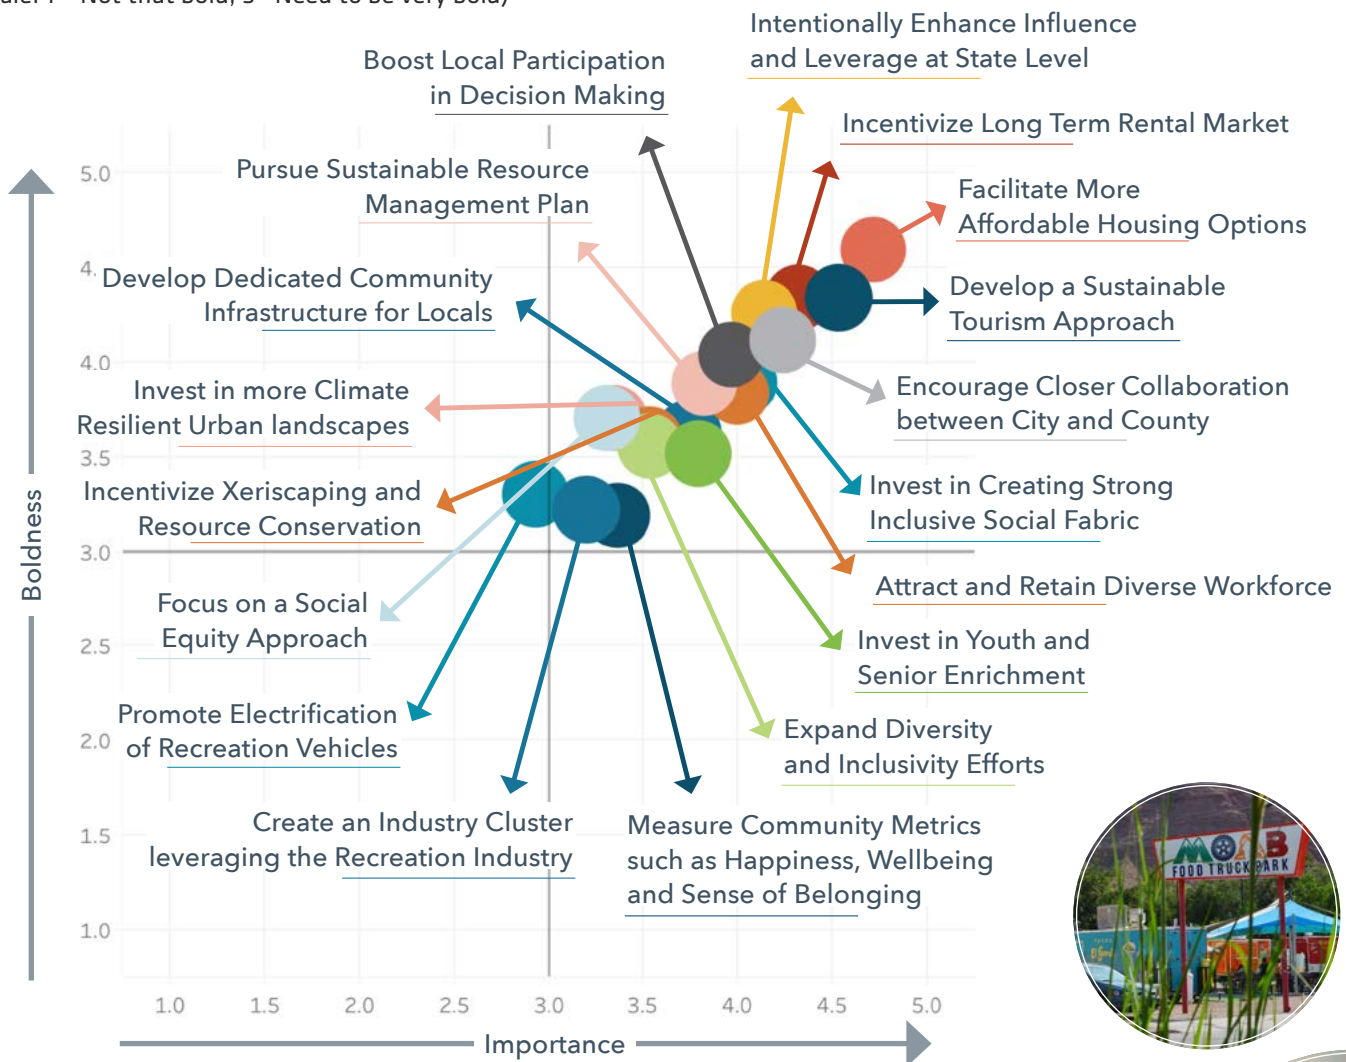 Intentionally Enhance Influence
and Leverage at State Level
Boost Local Participation
in Decision Making
Incentivize Long Term Rental Market
Pursue Sustainable Resource
Management Plan
Facilitate More
Affordable Housing Options
Develop Dedicated Community
Infrastructure for Locals
Develop a Sustainable
Tourism Approach
Invest in more Climate
Resilient Urban landscapes
Encourage Closer Collaboration
between City and County
Incentivize Xeriscaping and
Resource Conservation
Invest in Creating Strong
Inclusive Social Fabric
Focus on a Social
Equity Approach
Attract and Retain Diverse Workforce
Invest in Youth and
Senior Enrichment
Promote Electrification
of Recreation Vehicles
Expand Diversity
and Inclusivity Efforts
Create an Industry Cluster
leveraging the Recreation Industry
Measure Community Metrics
such as Happiness, Wellbeing
and Sense of Belonging
Boldness
5.0
4.
4.0
3.5
3.0
2.5
2.0
1.5
1.0
1.0 1.5 2.0 2.5 3.0 3.5 4.0 4.5 5.0
Importance
MOAB
FOOD TRUCK PARK